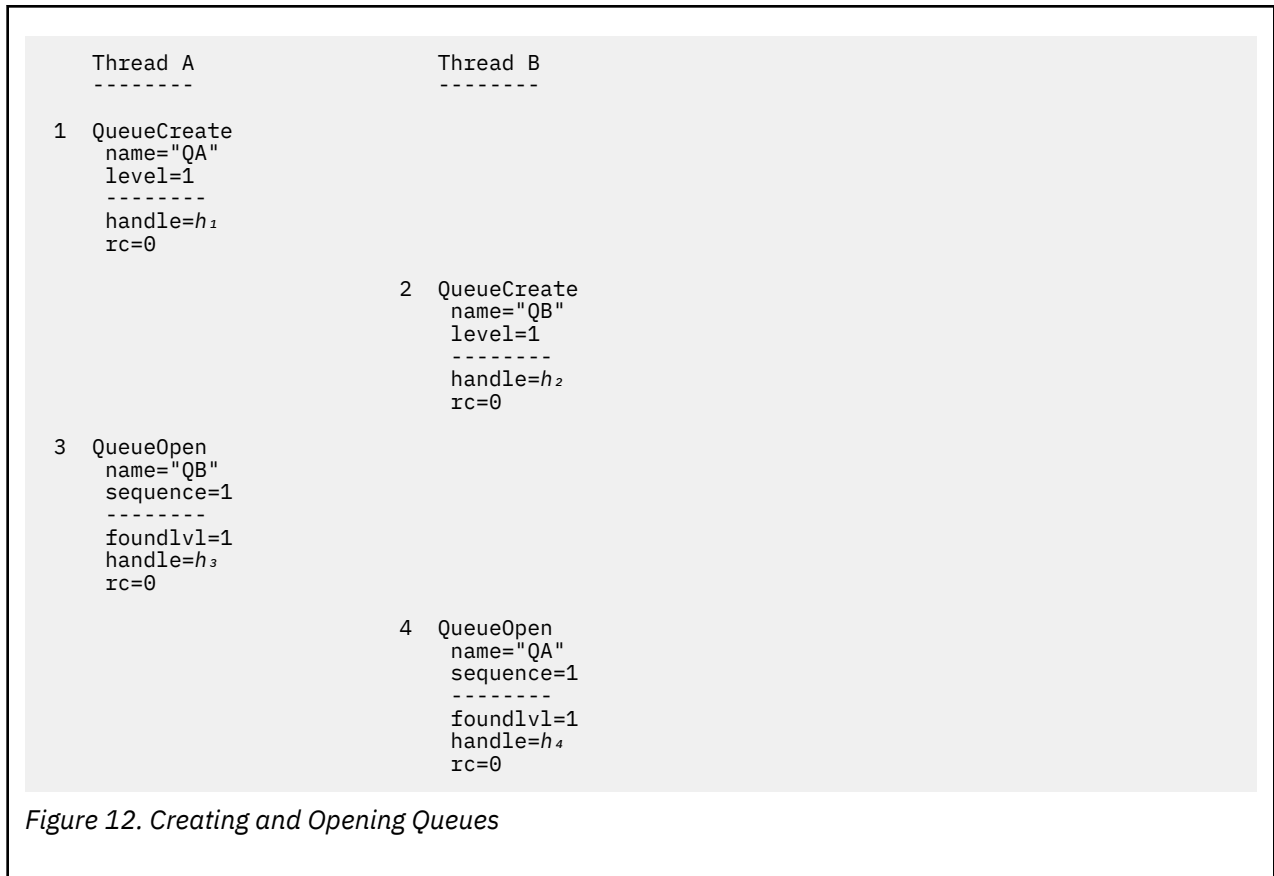 Thread A Thread B
-------- --------
1 QueueCreate
name="QA"
level=1
--------
handle=h₁
rc=0
2 QueueCreate
name="QB"
level=1
--------
handle=h₂
rc=0
3 QueueOpen
name="QB"
sequence=1
--------
foundlvl=1
handle=h₃
rc=0
4 QueueOpen
name="QA"
sequence=1
--------
foundlvl=1
handle=h₄
rc=0
Figure 12. Creating and Opening Queues